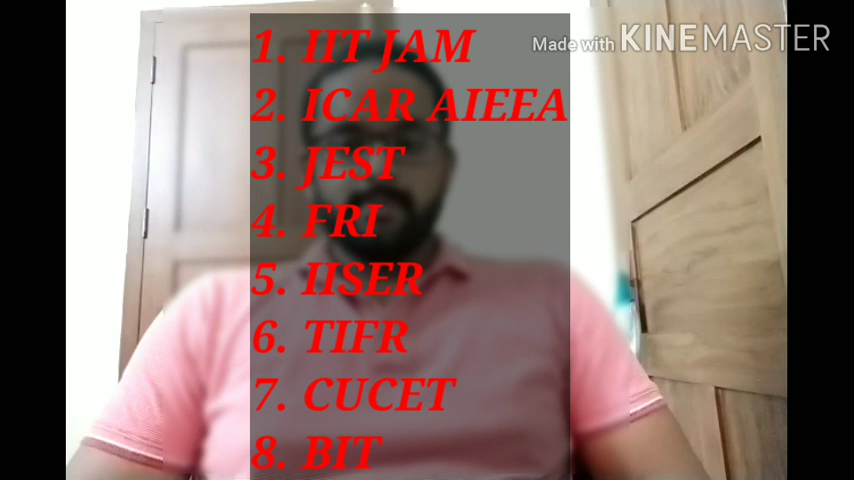 Made with KINEMASTER
1. IIT JAM
2. ICAR AIEEA
3. JEST
4. FRI
5. IISER
6. TIFR
7. CUCET
8. BIT